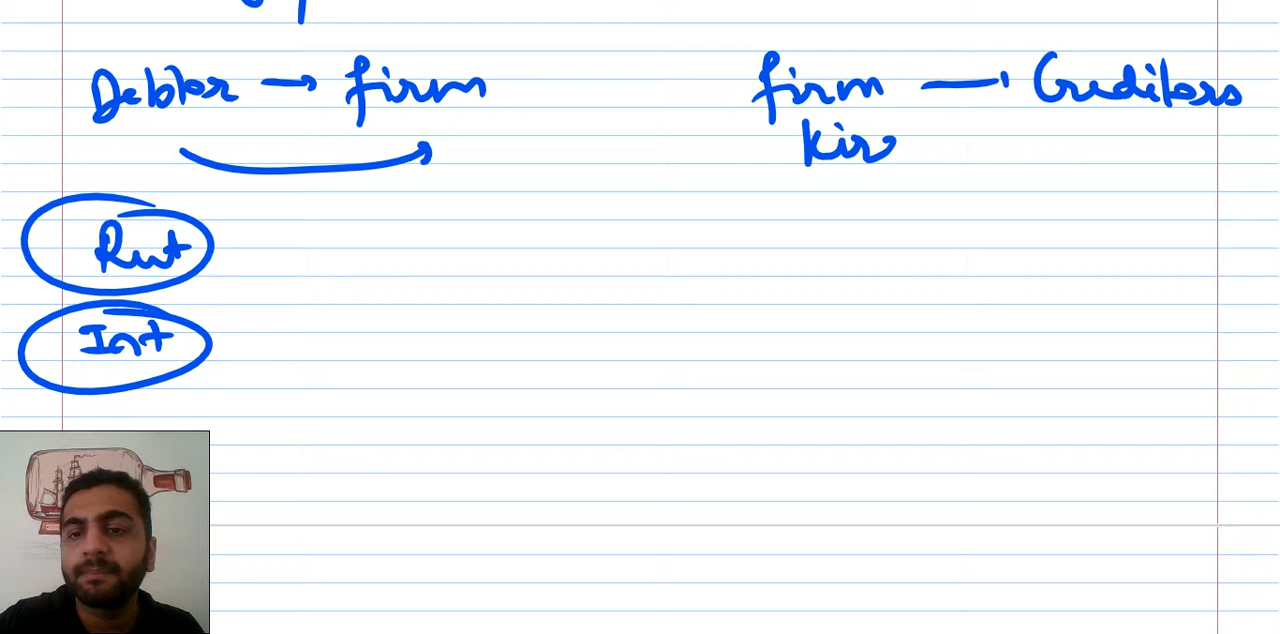 Debtor → firm
firm → Creditors
kis
Rent
Int